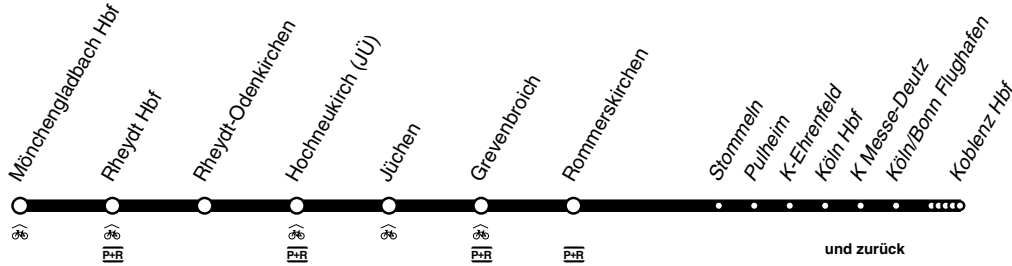 Mönchengladbach Hbf
Rheydt Hbf
Rheydt-Odenkirchen
Hochneukirch (JÜ)
Jüchen
Grevenbroich
Rommerskirchen
Stommeln
Pulheim
K-Ehrenfeld
Köln Hbf
K Messe-Deutz
Köln/Bonn Flughafen
Koblenz Hbf
P+R
P+R
P+R
P+R
und zurück